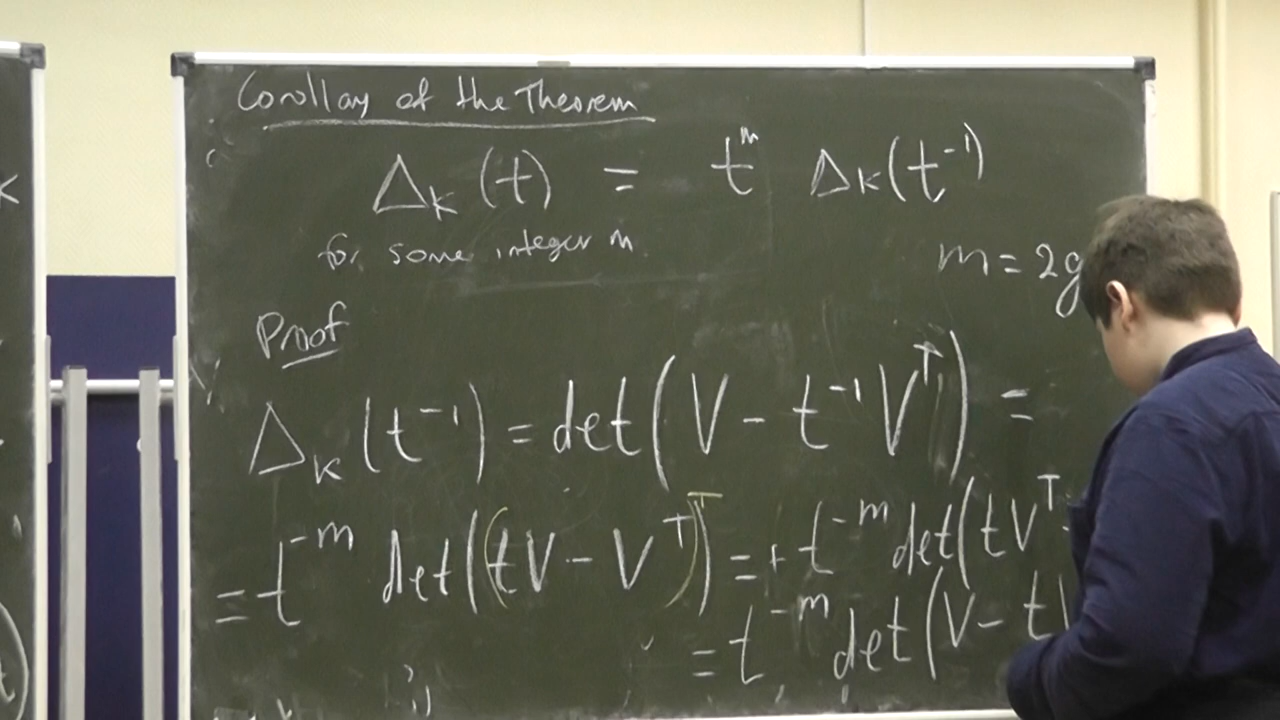 Corollay of the Theorem
Δ_K (t) = t^m Δ_K(t^{-1})
for some integer m.
m = 2g
Proof
Δ_K (t^{-1}) = det(V - t^{-1} V^T) =
= t^{-m} det((tV - V^T)^T) = + t^{-m} det(tV^T -
= t^{-m} det(V - t